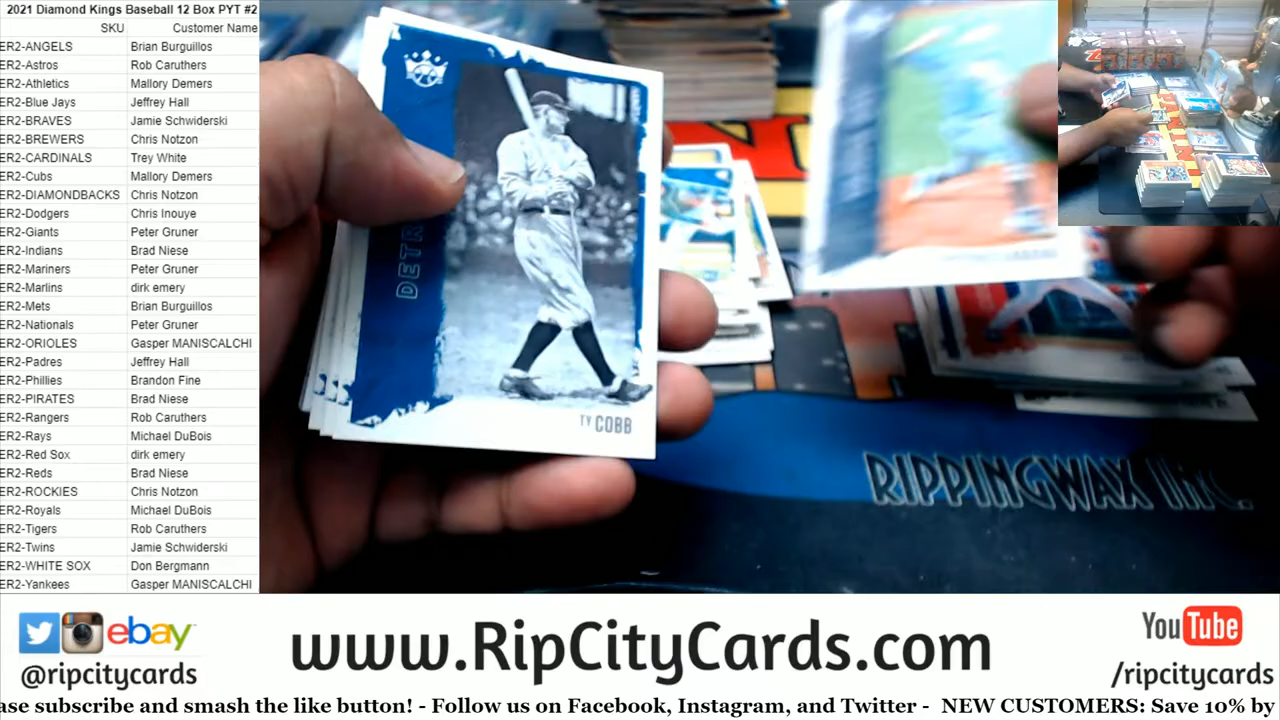 2021 Diamond Kings Baseball 12 Box PYT #2
SKU Customer Name
ER2-ANGELS Brian Burguillos
ER2-Astros Rob Caruthers
ER2-Athletics Mallory Demers
ER2-Blue Jays Jeffrey Hall
ER2-BRAVES Jamie Schwiderski
ER2-BREWERS Chris Notzon
ER2-CARDINALS Trey White
ER2-Cubs Mallory Demers
ER2-DIAMONDBACKS Chris Notzon
ER2-Dodgers Chris Inouye
ER2-Giants Peter Gruner
ER2-Indians Brad Niese
ER2-Mariners Peter Gruner
ER2-Marlins dirk emery
ER2-Mets Brian Burguillos
ER2-Nationals Peter Gruner
ER2-ORIOLES Gasper MANISCALCHI
ER2-Padres Jeffrey Hall
ER2-Phillies Brandon Fine
ER2-PIRATES Brad Niese
ER2-Rangers Rob Caruthers
ER2-Rays Michael DuBois
ER2-Red Sox dirk emery
ER2-Reds Brad Niese
ER2-ROCKIES Chris Notzon
ER2-Royals Michael DuBois
ER2-Tigers Rob Caruthers
ER2-Twins Jamie Schwiderski
ER2-WHITE SOX Don Bergmann
ER2-Yankees Gasper MANISCALCHI
DETR
TY COBB
RIPPINGWAX INC.
ebay
@ripcitycards
www.RipCityCards.com
YouTube
/ripcitycards
ase subscribe and smash the like button! - Follow us on Facebook, Instagram, and Twitter - NEW CUSTOMERS: Save 10% by